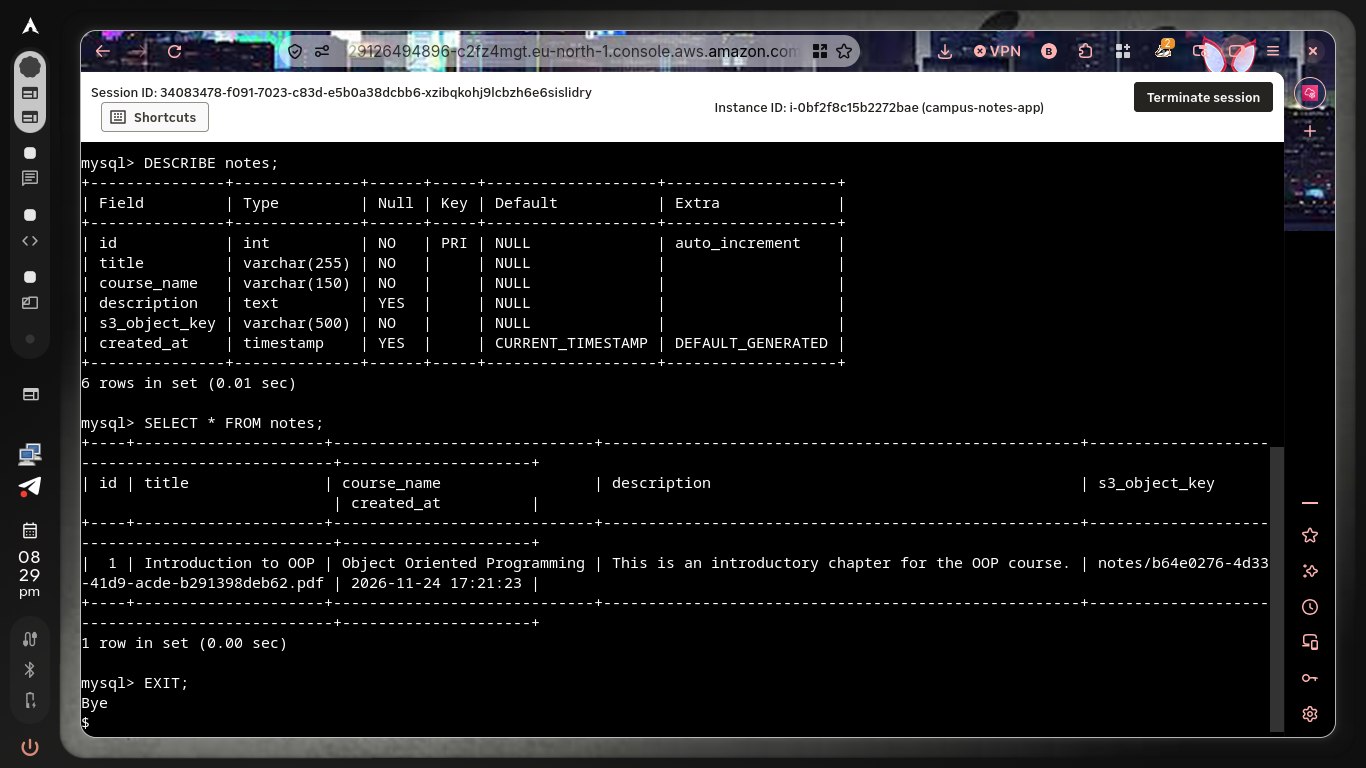 29126494896-c2fz4mgt.eu-north-1.console.aws.amazon.com
VPN
2
Session ID: 34083478-f091-7023-c83d-e5b0a38dcbb6-xzibqkohj9lcbzh6e6sislidry
Shortcuts
Instance ID: i-0bf2f8c15b2272bae (campus-notes-app)
Terminate session
mysql> DESCRIBE notes;
+---------------+--------------+------+-----+-------------------+-------------------+
| Field         | Type         | Null | Key | Default           | Extra             |
+---------------+--------------+------+-----+-------------------+-------------------+
| id            | int          | NO   | PRI | NULL              | auto_increment    |
| title         | varchar(255) | NO   |     | NULL              |                   |
| course_name   | varchar(150) | NO   |     | NULL              |                   |
| description   | text         | YES  |     | NULL              |                   |
| s3_object_key | varchar(500) | NO   |     | NULL              |                   |
| created_at    | timestamp    | YES  |     | CURRENT_TIMESTAMP | DEFAULT_GENERATED |
+---------------+--------------+------+-----+-------------------+-------------------+
6 rows in set (0.01 sec)
mysql> SELECT * FROM notes;
+----+---------------------+-----------------------------+-----------------------------------------------------+--------------------
----------------------------+---------------------+
| id | title               | course_name                 | description                                         | s3_object_key
                            | created_at          |
+----+---------------------+-----------------------------+-----------------------------------------------------+--------------------
----------------------------+---------------------+
|  1 | Introduction to OOP | Object Oriented Programming | This is an introductory chapter for the OOP course. | notes/b64e0276-4d33
-41d9-acde-b291398deb62.pdf | 2026-11-24 17:21:23 |
+----+---------------------+-----------------------------+-----------------------------------------------------+--------------------
----------------------------+---------------------+
1 row in set (0.00 sec)
mysql> EXIT;
Bye
$
08
29
pm